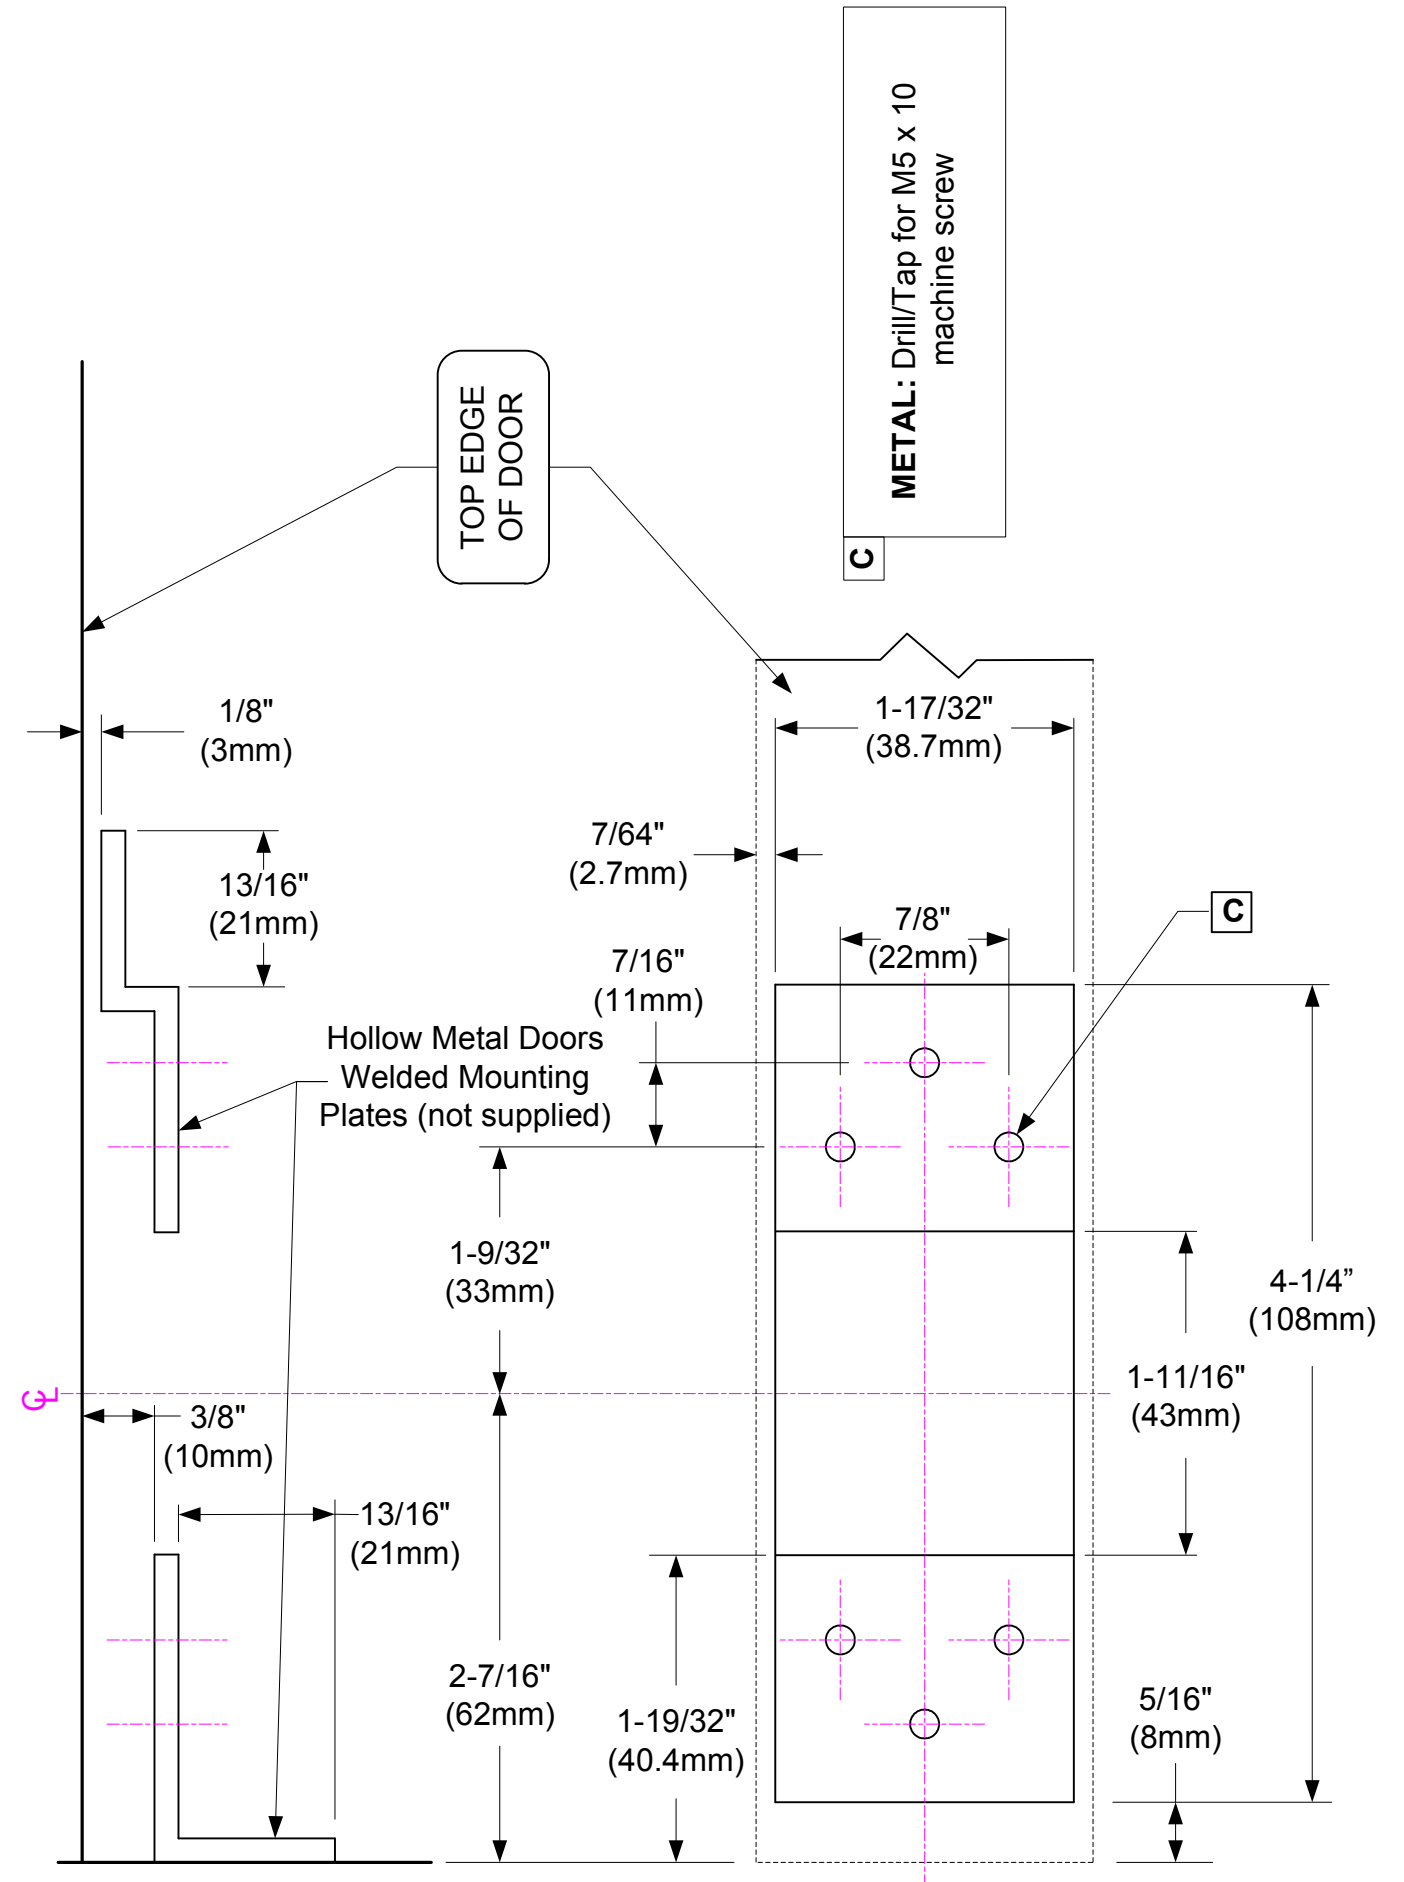 METAL: Drill/Tap for M5 x 10
machine screw
C
TOP EDGE
OF DOOR
1/8"
(3mm)
1-17/32"
(38.7mm)
7/64"
(2.7mm)
13/16"
(21mm)
7/8"
(22mm)
C
7/16"
(11mm)
Hollow Metal Doors
Welded Mounting
Plates (not supplied)
1-9/32"
(33mm)
4-1/4”
(108mm)
1-11/16"
(43mm)
CL
3/8"
(10mm)
13/16"
(21mm)
2-7/16"
(62mm)
1-19/32"
(40.4mm)
5/16"
(8mm)